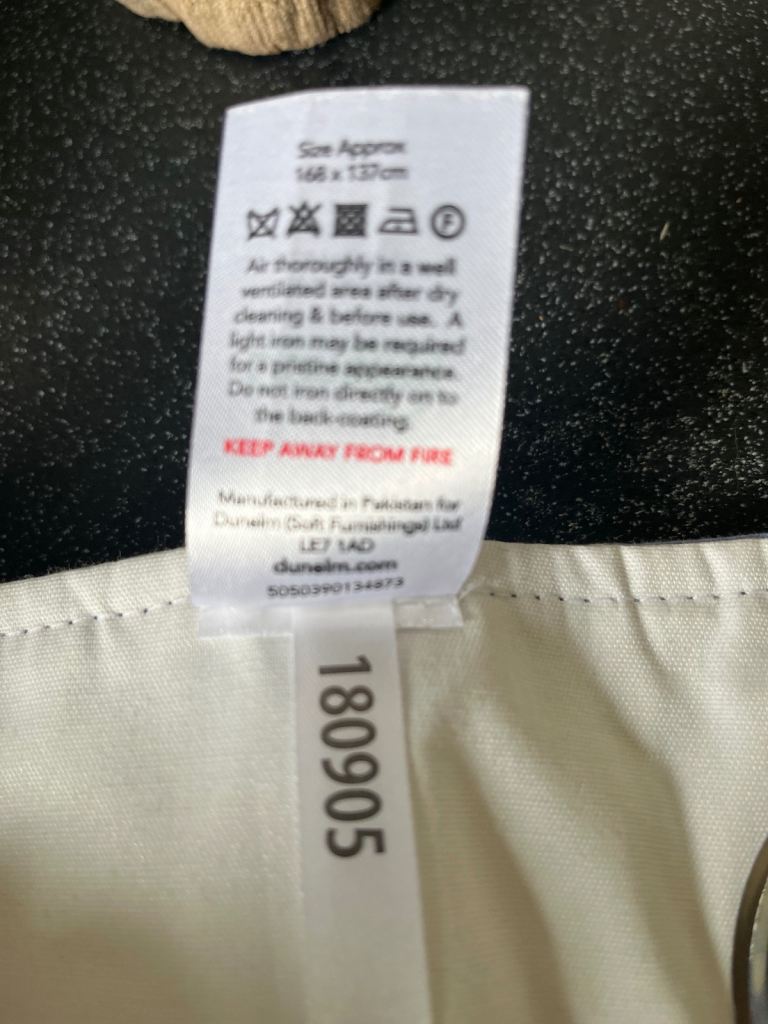 Size Approx
168 x 137cm
F
Air thoroughly in a well
ventilated area after dry
cleaning & before use. A
light iron may be required
for a pristine appearance.
Do not iron directly on to
the back-coating.
KEEP AWAY FROM FIRE
Manufactured in Pakistan for
Dunelm (Soft Furnishings) Ltd
LE7 1AD
dunelm.com
5050390134873
180905